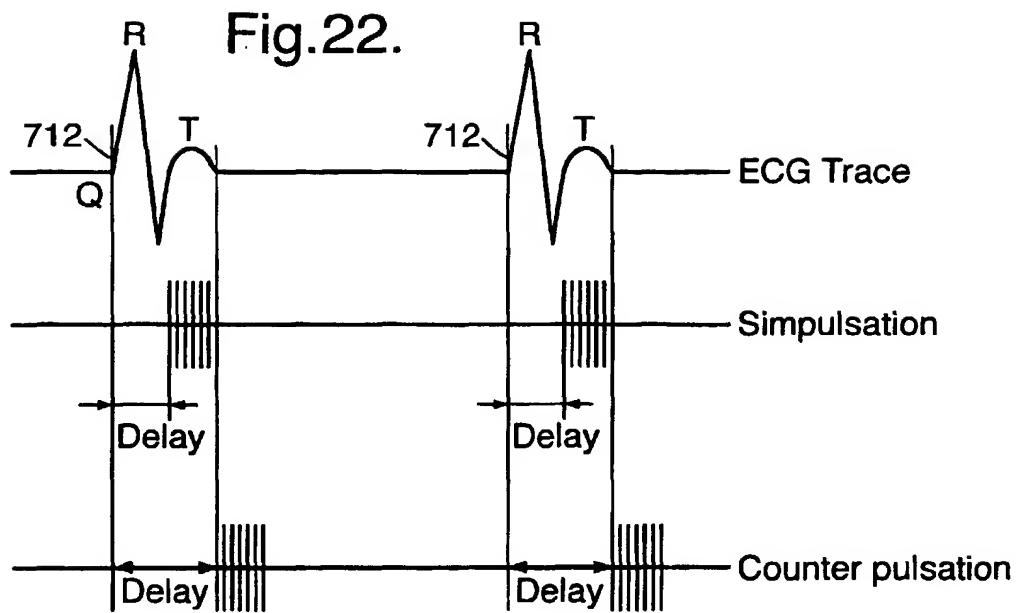 Fig.22.
R
R
712
T
712
T
Q
ECG Trace
Simpulsation
Delay
Delay
Delay
Delay
Counter pulsation